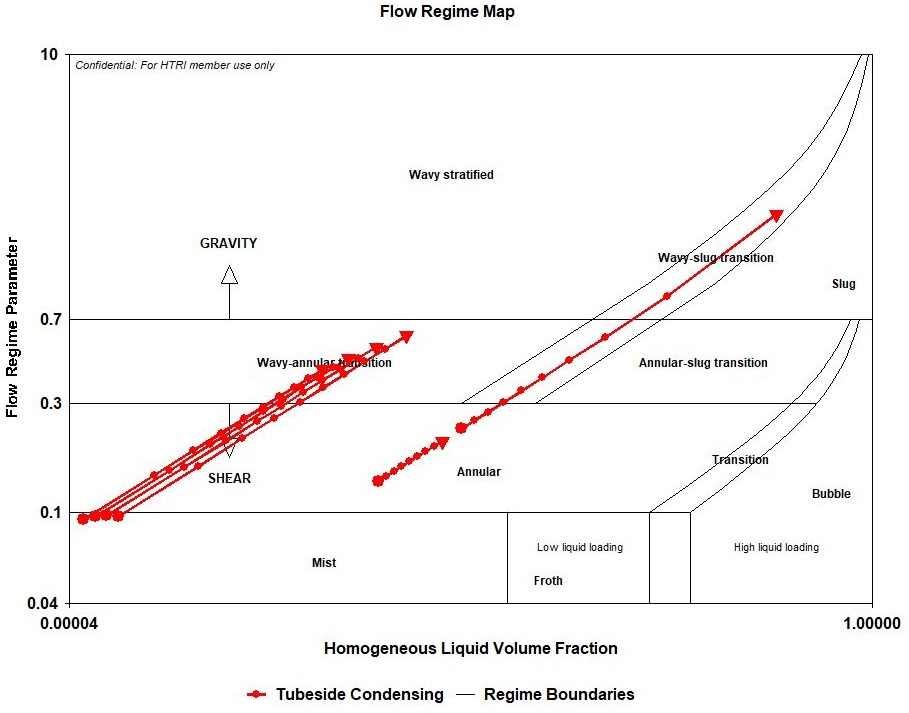 Flow Regime Map
10
Confidential: For HTRI member use only
Wavy stratified
GRAVITY
Wavy-slug transition
Slug
0.7
Wavy-annular transition
Annular-slug transition
Flow Regime Parameter
0.3
Transition
Annular
SHEAR
Bubble
0.1
Low liquid loading
High liquid loading
Mist
Froth
0.04
0.00004
1.00000
Homogeneous Liquid Volume Fraction
Tubeside Condensing
Regime Boundaries